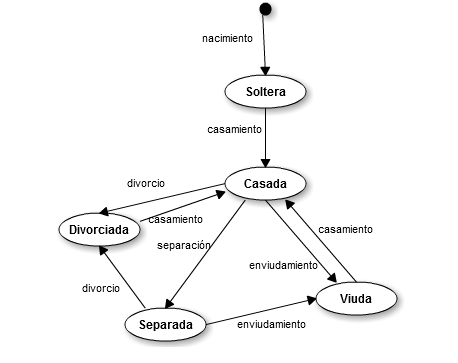 nacimiento
Soltera
casamiento
Casada
divorcio
casamiento
Divorciada
casamiento
separación
enviudamiento
divorcio
Viuda
Separada
enviudamiento